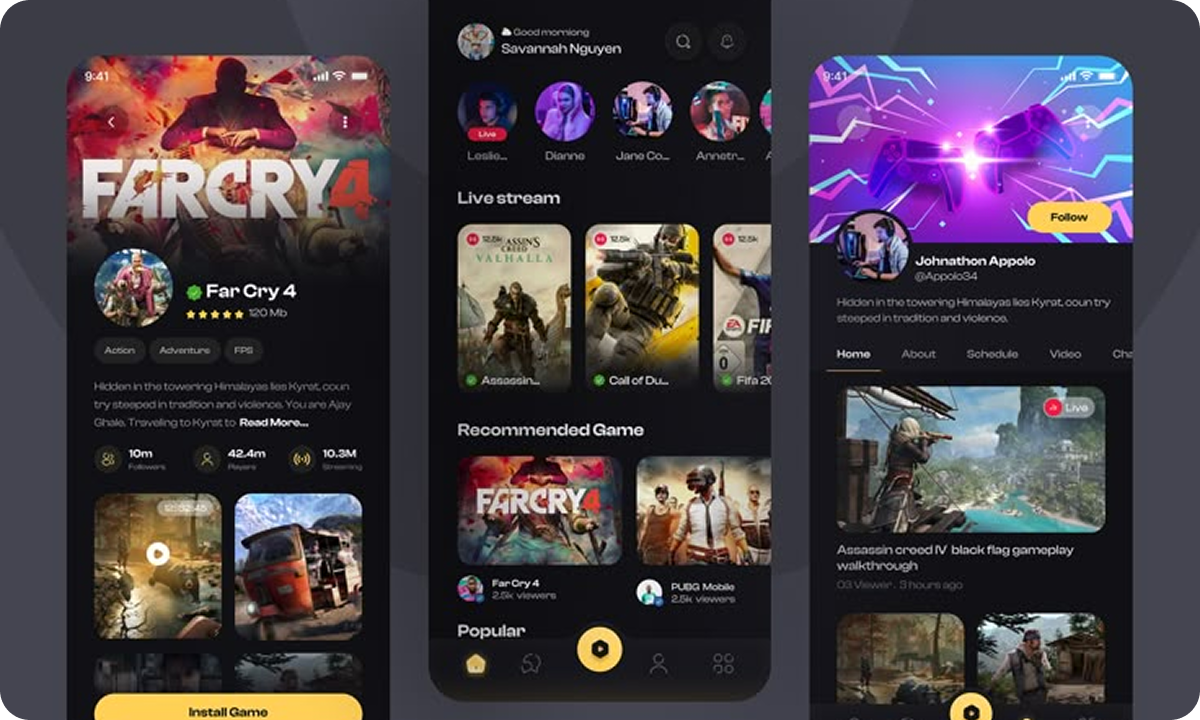 9:41
FARCRY4
Far Cry 4
120 Mb
Action
Adventure
FPS
Hidden in the towering Himalayas lies Kyrat, coun
try steeped in tradition and violence. You are Ajay
Ghale. Traveling to Kyrat to Read More...
10m
Followers
42.4m
Players
10.3M
Streaming
Install Game
Good morniong
Savannah Nguyen
Live
Leslie...
Dianne
Jane Co...
Annetr...
Live stream
12.5k
ASSASSIN'S
CREED
VALHALLA
Assassin...
12.5k
Call of Du...
12.5k
EA
FIF
Fifa 20
Recommended Game
FARCRY4
Far Cry 4
2.5k viewers
PUBG Mobile
2.5k viewers
Popular
9:41
Follow
Johnathon Appolo
@Appolo34
Hidden in the towering Himalayas lies Kyrat, coun try
steeped in tradition and violence.
Home
About
Schedule
Video
Cha
Live
Assassin creed IV black flag gameplay
walkthrough
03 Viewer . 3 hours ago